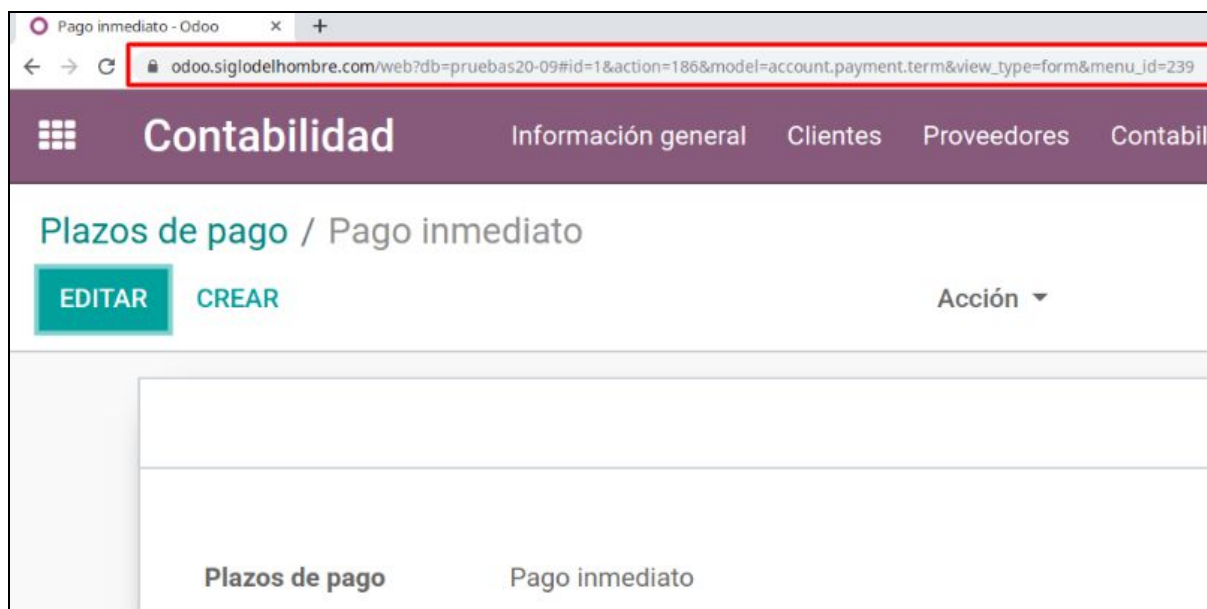 Pago inmediato - Odoo
odoo.siglodelhombre.com/web?db=pruebas20-09#id=1&action=186&model=account.payment.term&view_type=form&menu_id=239
Contabilidad Información general Clientes Proveedores Contabil
Plazos de pago / Pago inmediato
EDITAR CREAR Acción
Plazos de pago Pago inmediato